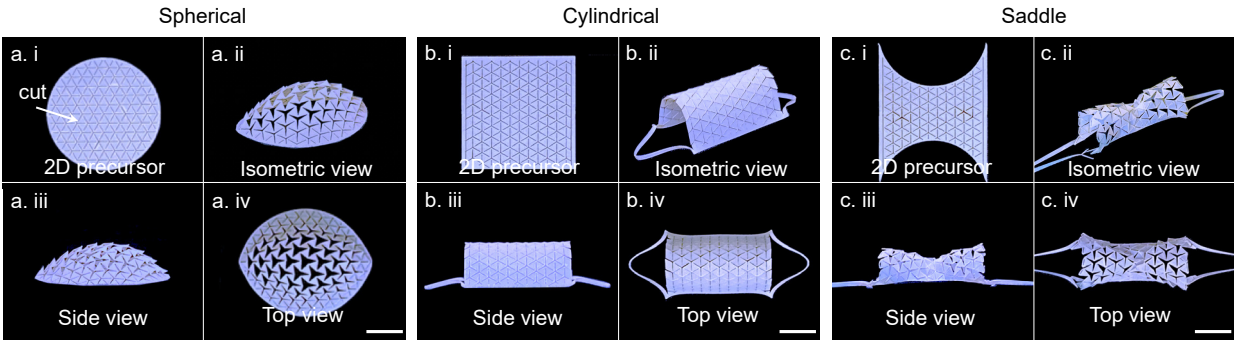 Spherical
Cylindrical
Saddle
a. i
cut
2D precursor
a. ii
Isometric view
b. i
2D precursor
b. ii
Isometric view
c. i
2D precursor
c. ii
Isometric view
a. iii
Side view
a. iv
Top view
b. iii
Side view
b. iv
Top view
c. iii
Side view
c. iv
Top view